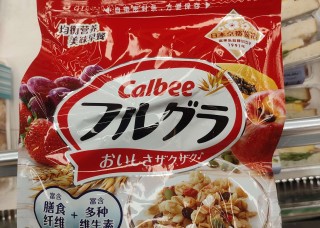 均衡营养
美味早餐
Calbee
フルグラ
おいしさザクザク
富含
膳食
纤维
+
富含
多种
维生素